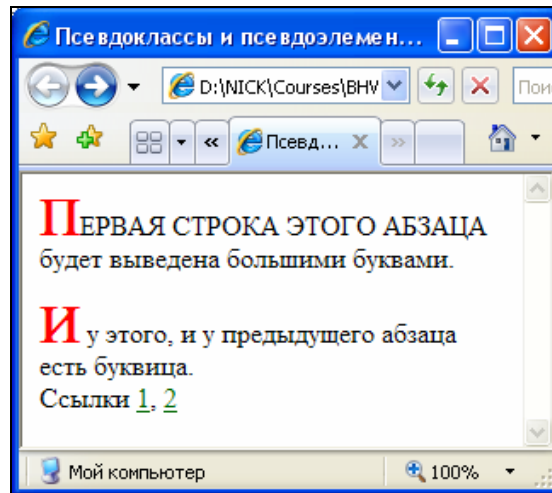 Псевдоклассы и псевдоэлемен...
D:\NICK\Courses\BHV
Пои
Псевд...
ПЕРВАЯ СТРОКА ЭТОГО АБЗАЦА
будет выведена большими буквами.
И у этого, и у предыдущего абзаца
есть буквица.
Ссылки 1, 2
Мой компьютер
100%